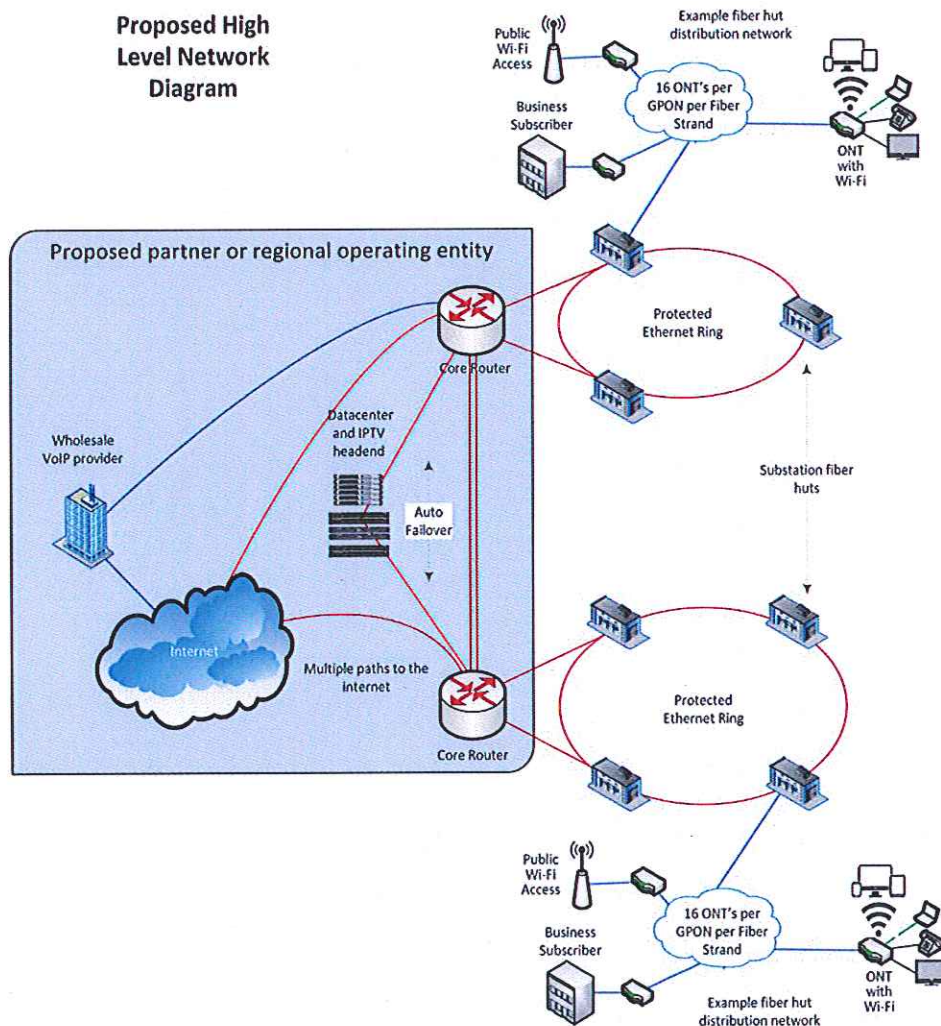 Proposed High
Level Network
Diagram
Example fiber hut
distribution network
Public
Wi-Fi
Access
16 ONT's per
GPON per Fiber
Strand
Business
Subscriber
ONT
with
Wi-Fi
Proposed partner or regional operating entity
Protected
Ethernet Ring
Core Router
Datacenter
and IPTV
headend
Wholesale
VoIP provider
Auto
Failover
Substation fiber
huts
Internet
Multiple paths to the
internet
Protected
Ethernet Ring
Core Router
Public
Wi-Fi
Access
16 ONT's per
GPON per Fiber
Strand
Business
Subscriber
ONT
with
Wi-Fi
Example fiber hut
distribution network